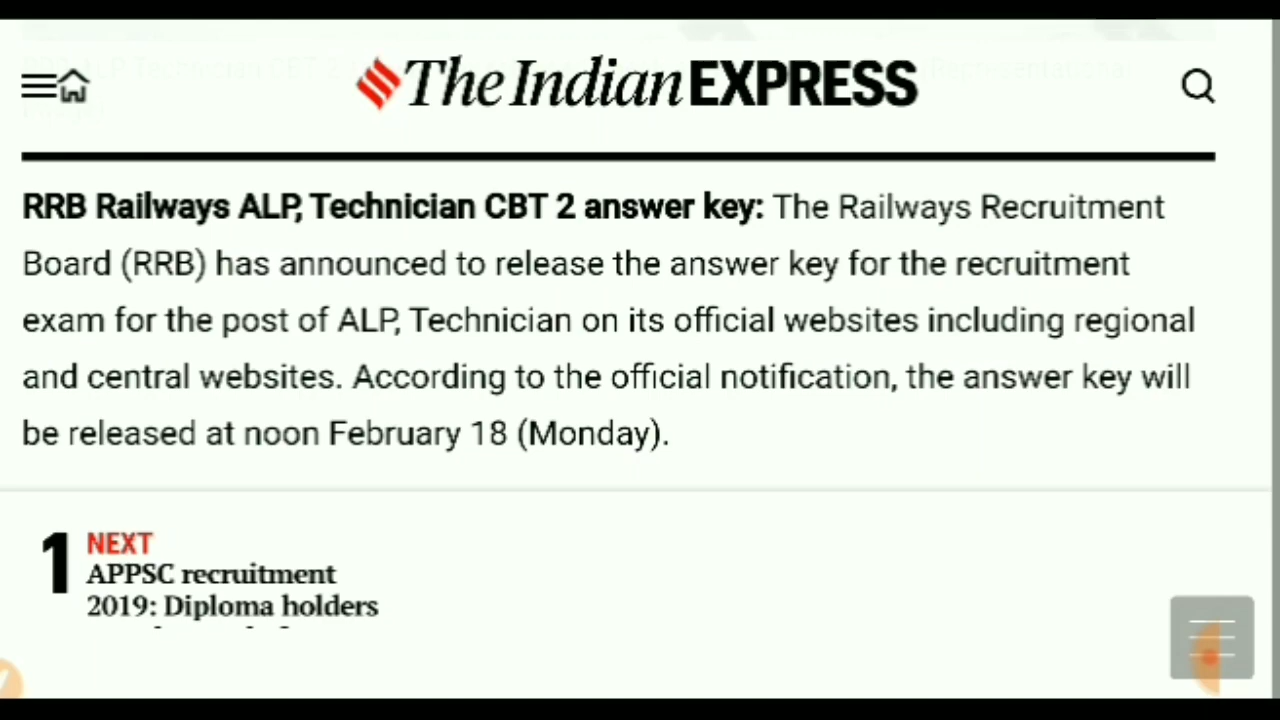 The Indian EXPRESS
RRB Railways ALP, Technician CBT 2 answer key: The Railways Recruitment
Board (RRB) has announced to release the answer key for the recruitment
exam for the post of ALP, Technician on its official websites including regional
and central websites. According to the official notification, the answer key will
be released at noon February 18 (Monday).
1
NEXT
APPSC recruitment
2019: Diploma holders